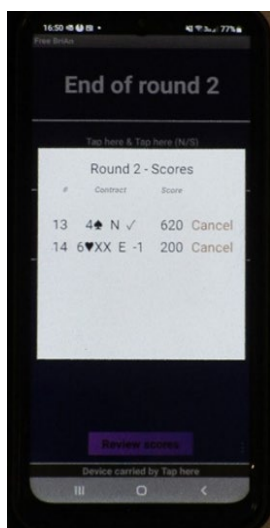 16:50 77%
Free BriAn
End of round 2
Tap here & Tap here (N/S)
Round 2 - Scores
# Contract Score
13 4♠ N ✓ 620 Cancel
14 6♥XX E -1 200 Cancel
Review scores
Device carried by Tap here